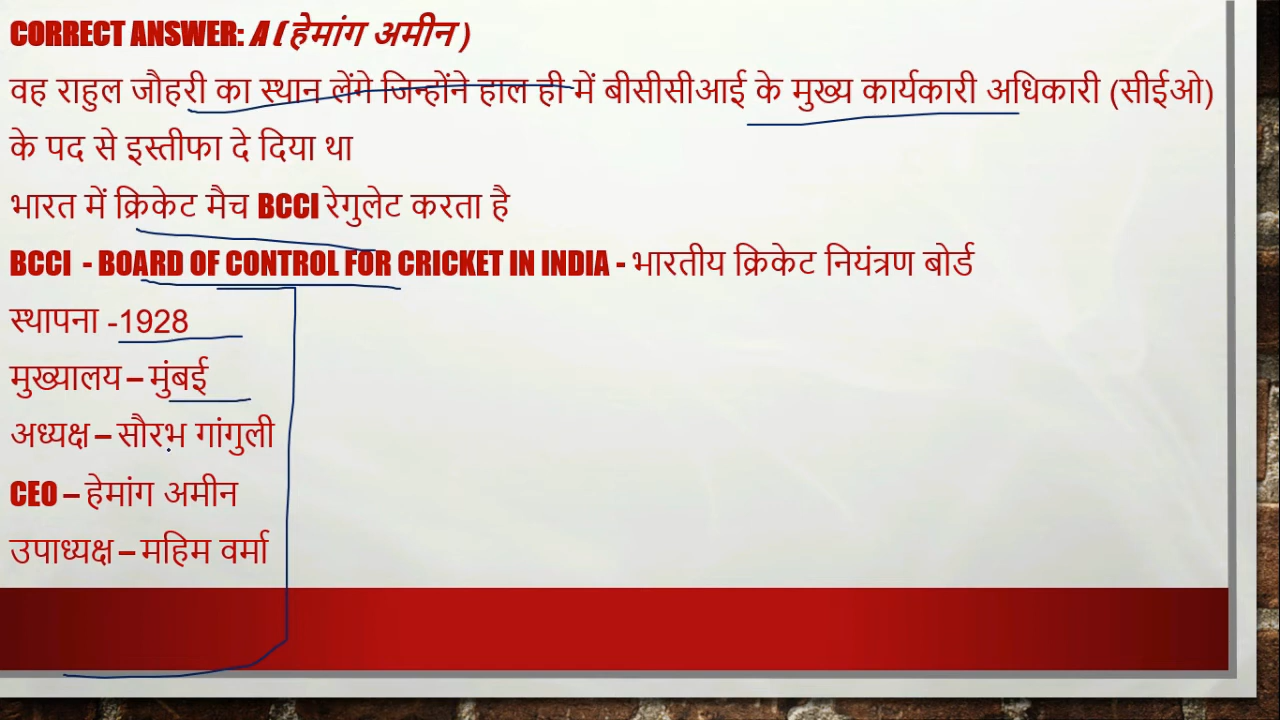 CORRECT ANSWER: A ( हेमांग अमीन )
वह राहुल जौहरी का स्थान लेंगे जिन्होंने हाल ही में बीसीसीआई के मुख्य कार्यकारी अधिकारी (सीईओ)
के पद से इस्तीफा दे दिया था
भारत में क्रिकेट मैच BCCI रेगुलेट करता है
BCCI - BOARD OF CONTROL FOR CRICKET IN INDIA - भारतीय क्रिकेट नियंत्रण बोर्ड
स्थापना -1928
मुख्यालय – मुंबई
अध्यक्ष – सौरभ गांगुली
CEO – हेमांग अमीन
उपाध्यक्ष – महिम वर्मा